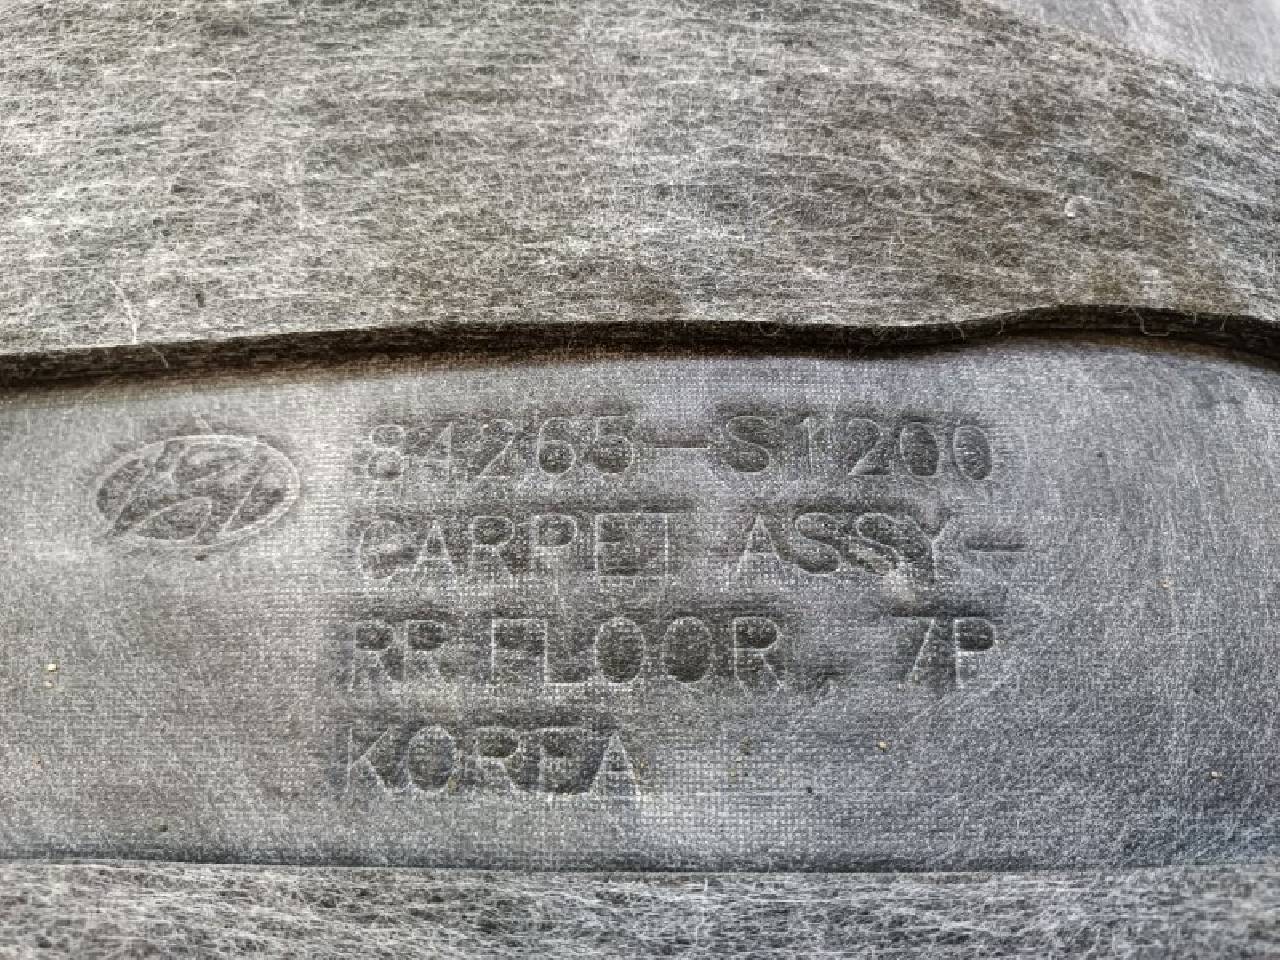 84265-S1200
CARPET ASSY-
RR FLOOR, 7P
KOREA